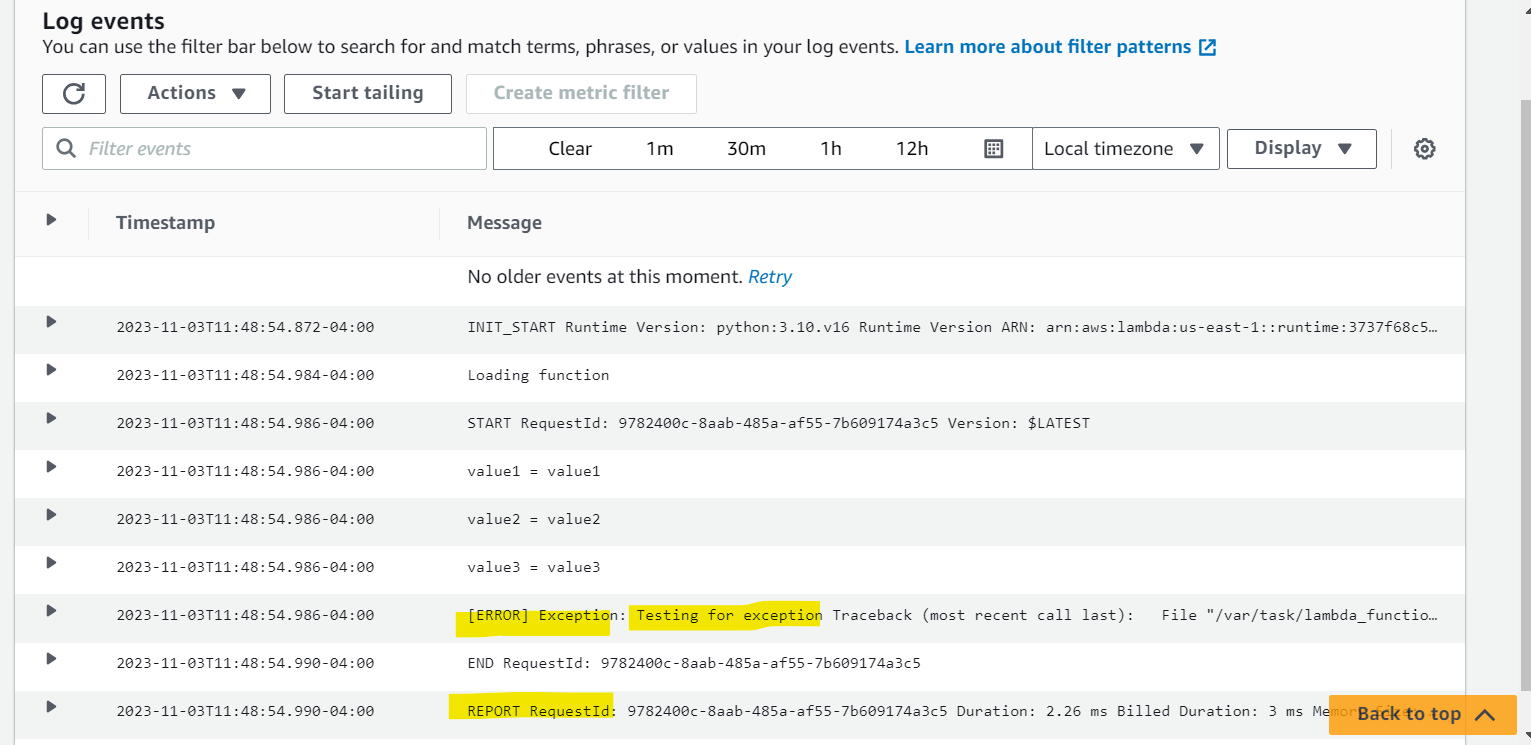 Log events
You can use the filter bar below to search for and match terms, phrases, or values in your log events. Learn more about filter patterns
Actions Start tailing Create metric filter
Filter events Clear 1m 30m 1h 12h Local timezone Display
Timestamp Message
No older events at this moment. Retry
2023-11-03T11:48:54.872-04:00 INIT_START Runtime Version: python:3.10.v16 Runtime Version ARN: arn:aws:lambda:us-east-1::runtime:3737f68c5…
2023-11-03T11:48:54.984-04:00 Loading function
2023-11-03T11:48:54.986-04:00 START RequestId: 9782400c-8aab-485a-af55-7b609174a3c5 Version: $LATEST
2023-11-03T11:48:54.986-04:00 value1 = value1
2023-11-03T11:48:54.986-04:00 value2 = value2
2023-11-03T11:48:54.986-04:00 value3 = value3
2023-11-03T11:48:54.986-04:00 [ERROR] Exception: Testing for exception Traceback (most recent call last): File "/var/task/lambda_functio…
2023-11-03T11:48:54.990-04:00 END RequestId: 9782400c-8aab-485a-af55-7b609174a3c5
2023-11-03T11:48:54.990-04:00 REPORT RequestId: 9782400c-8aab-485a-af55-7b609174a3c5 Duration: 2.26 ms Billed Duration: 3 ms
Back to top